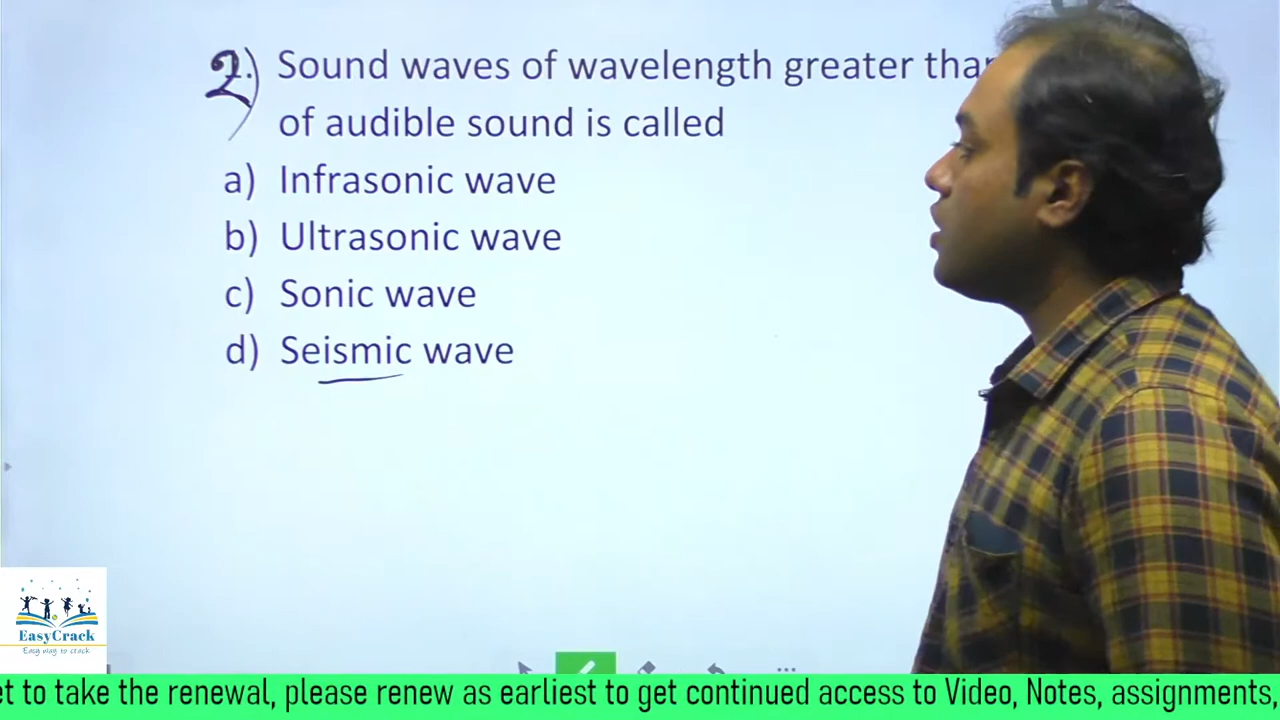 2.) Sound waves of wavelength greater than
of audible sound is called
a) Infrasonic wave
b) Ultrasonic wave
c) Sonic wave
d) Seismic wave
EasyCrack
Easy way to crack
et to take the renewal, please renew as earliest to get continued access to Video, Notes, assignments,